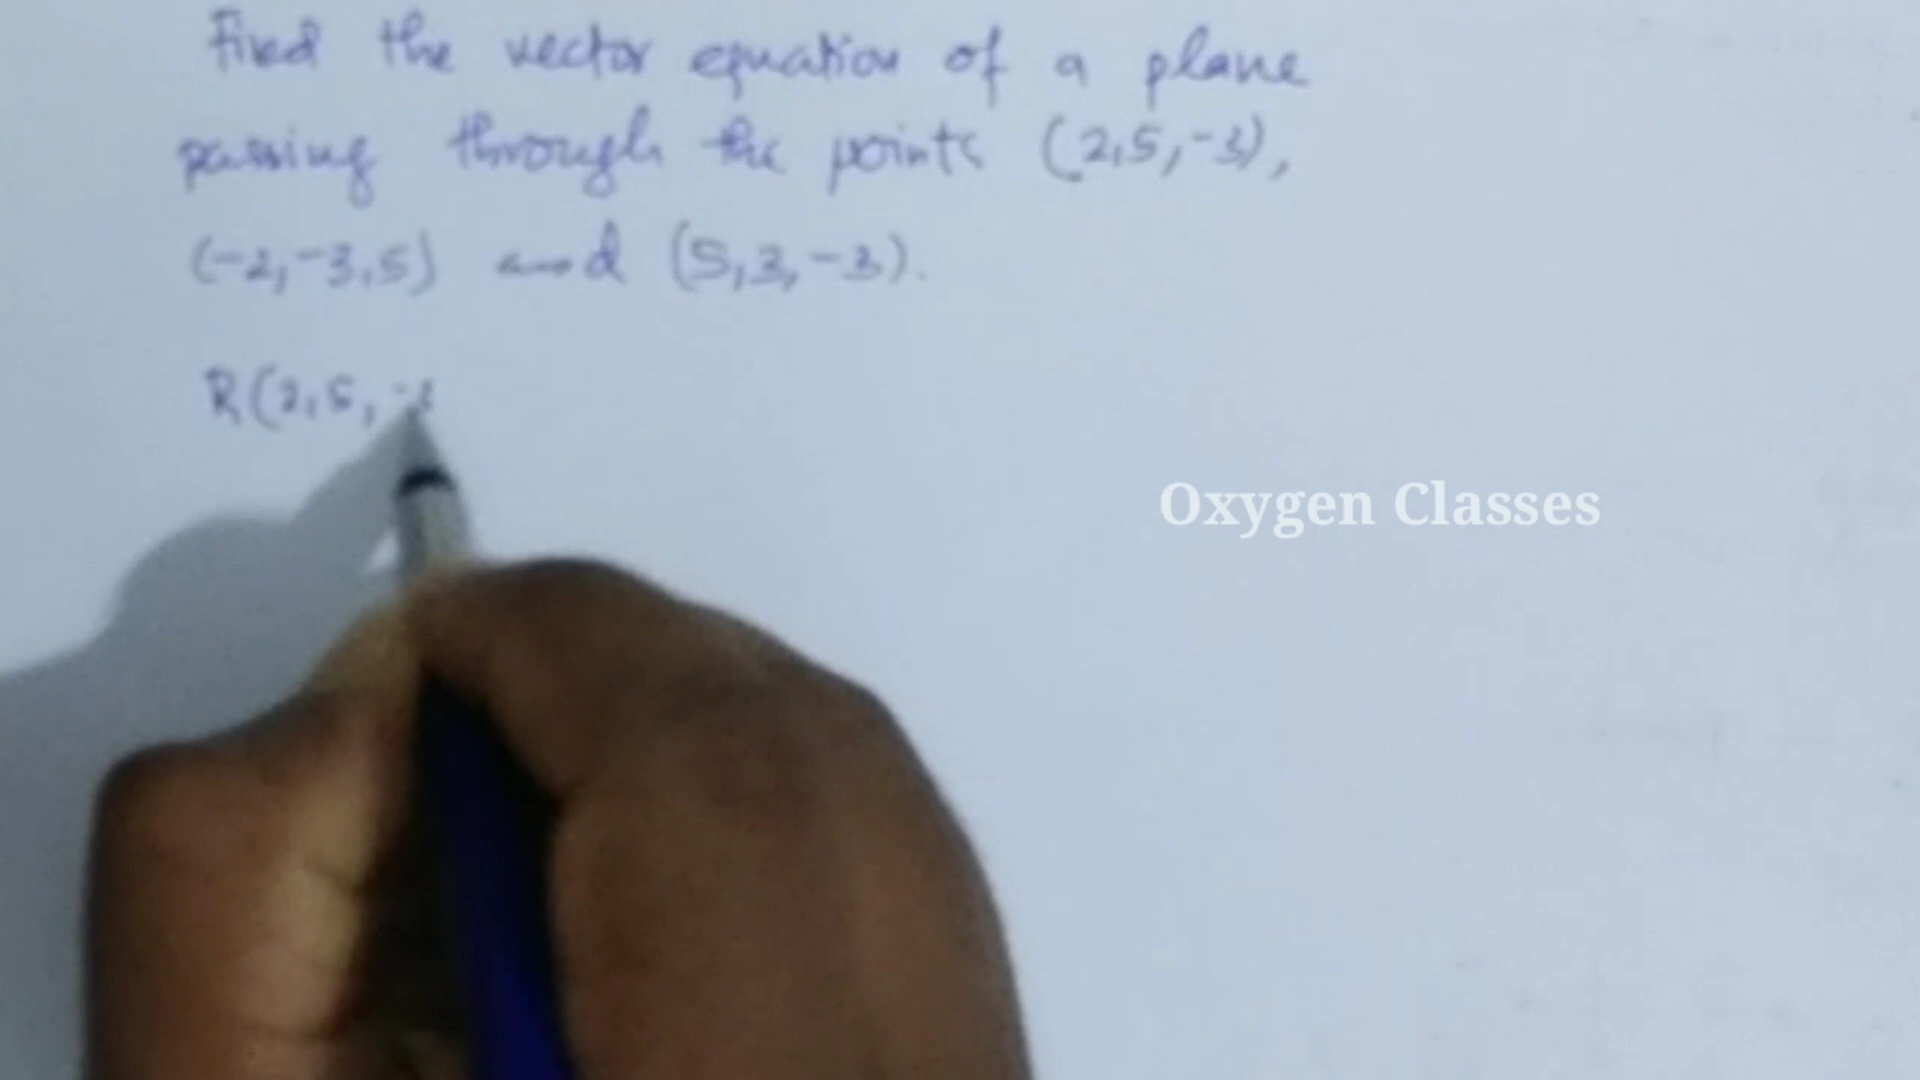 Find the vector equation of a plane
passing through the points (2,5,-3),
(-2,-3,5) and (5,3,-3).
R(2,5,-3
Oxygen Classes